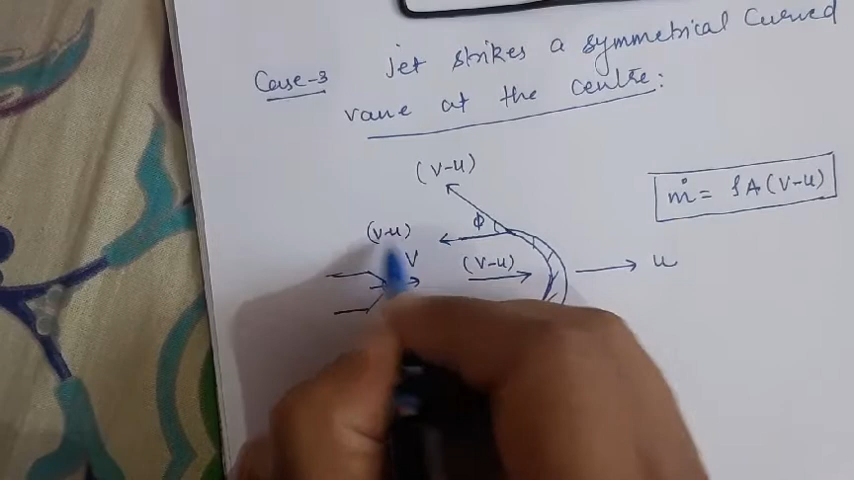 Case-3 jet strikes a symmetrical Curved
vane at the centre:
(V-u)
ṁ = ρA(V-u)
ϕ
(V-u)
V
(V-u)
u